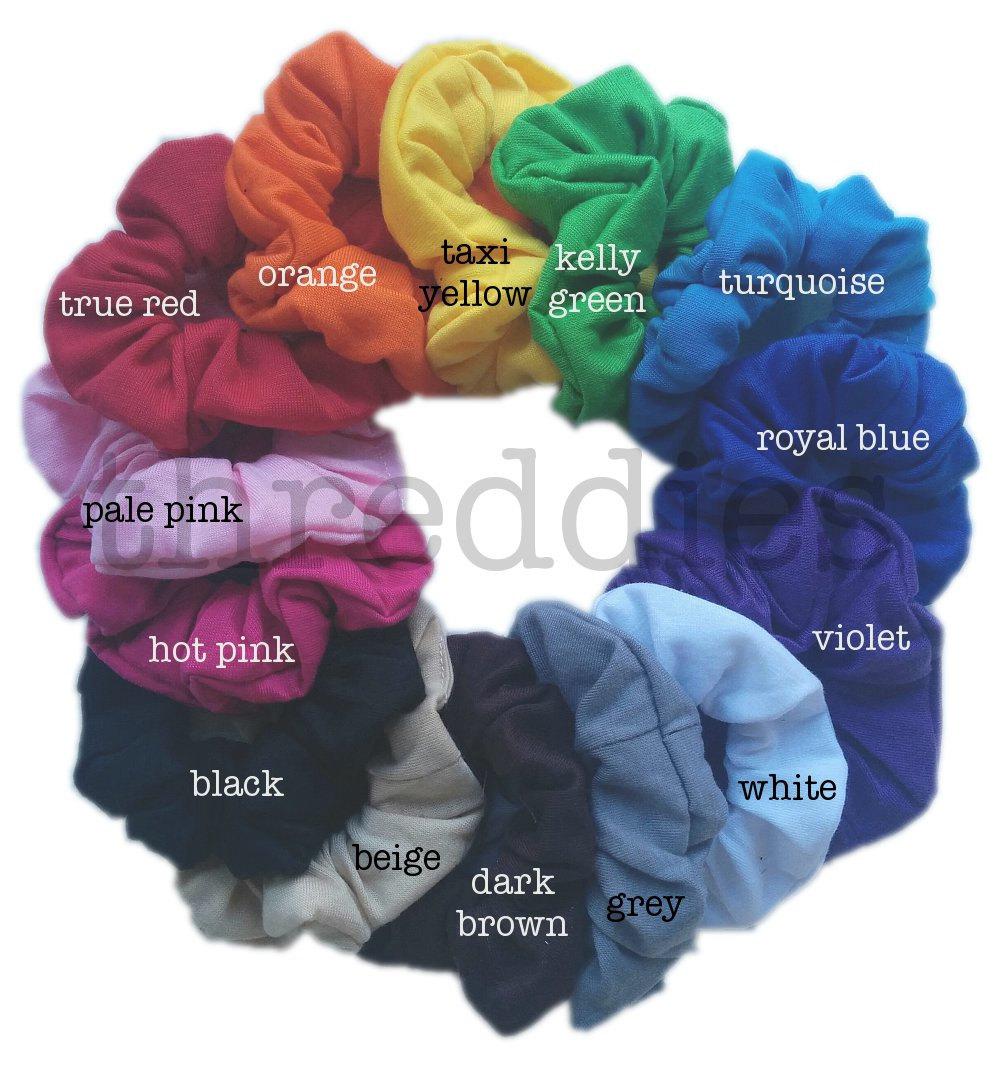 orange
taxi
yellow
kelly
green
turquoise
true red
royal blue
pale pink
threddies
hot pink
violet
black
white
beige
dark
brown
grey